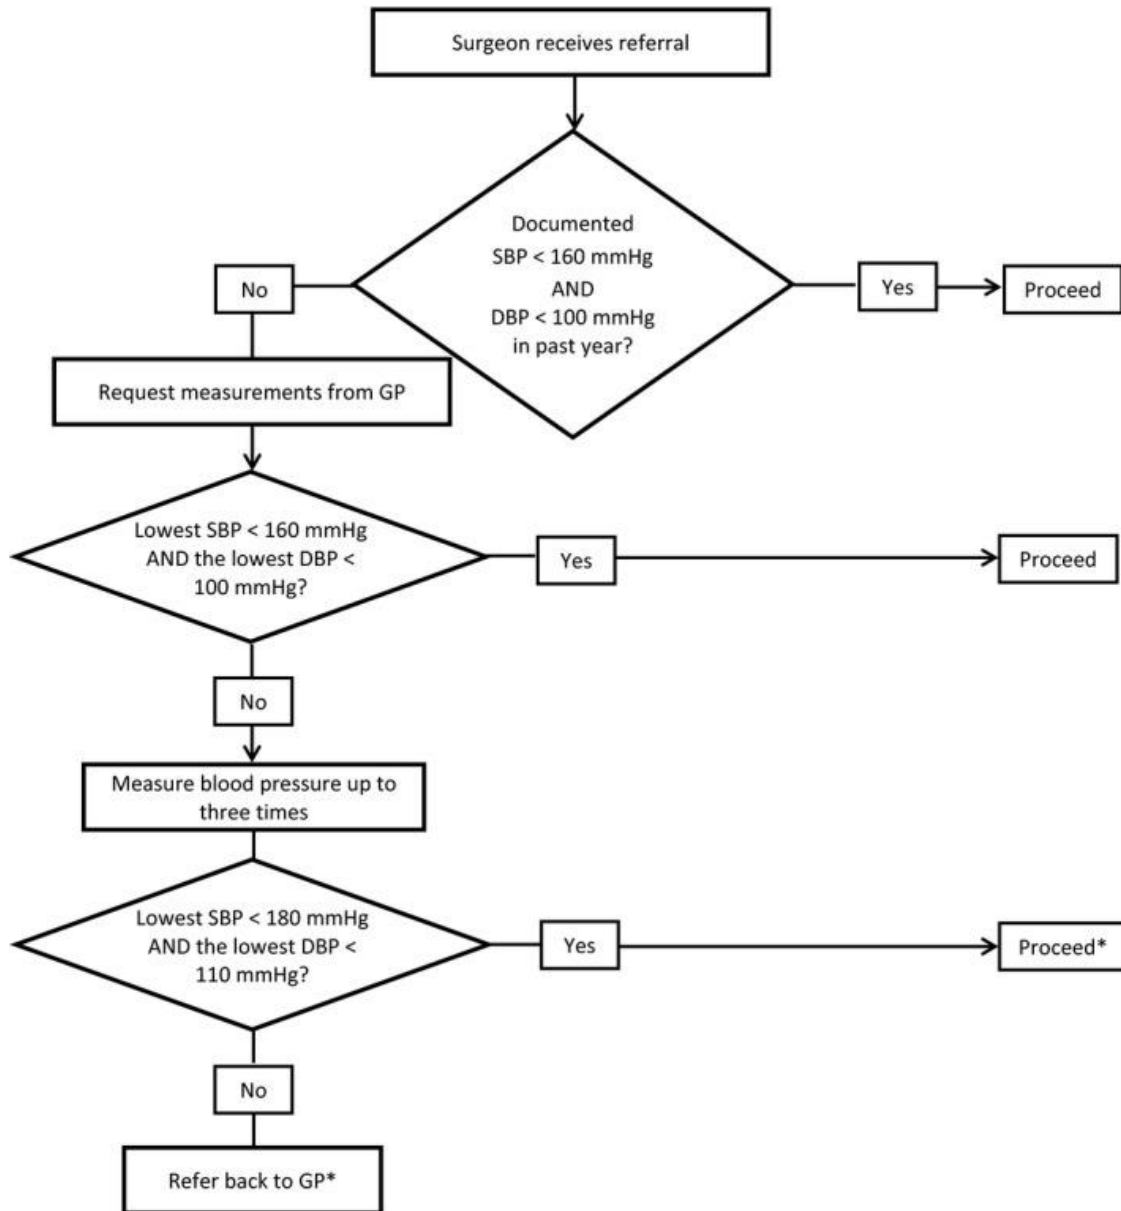 Surgeon receives referral
Documented
SBP < 160 mmHg
AND
DBP < 100 mmHg
in past year?
No
Yes
Proceed
Request measurements from GP
Lowest SBP < 160 mmHg
AND the lowest DBP <
100 mmHg?
Yes
Proceed
No
Measure blood pressure up to
three times
Lowest SBP < 180 mmHg
AND the lowest DBP <
110 mmHg?
Yes
Proceed*
No
Refer back to GP*